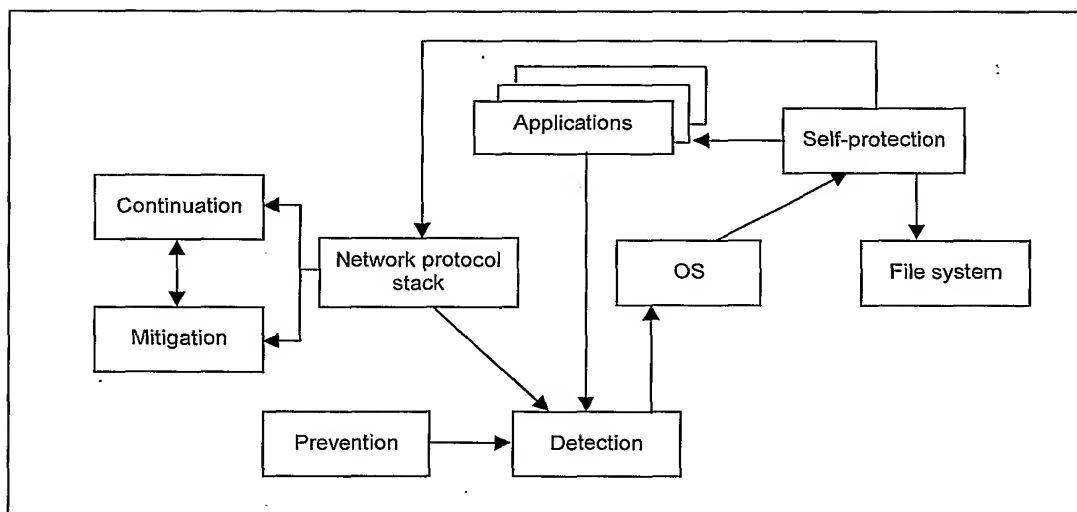 Applications
Self-protection
Continuation
Network protocol
stack
OS
File system
Mitigation
Prevention
Detection